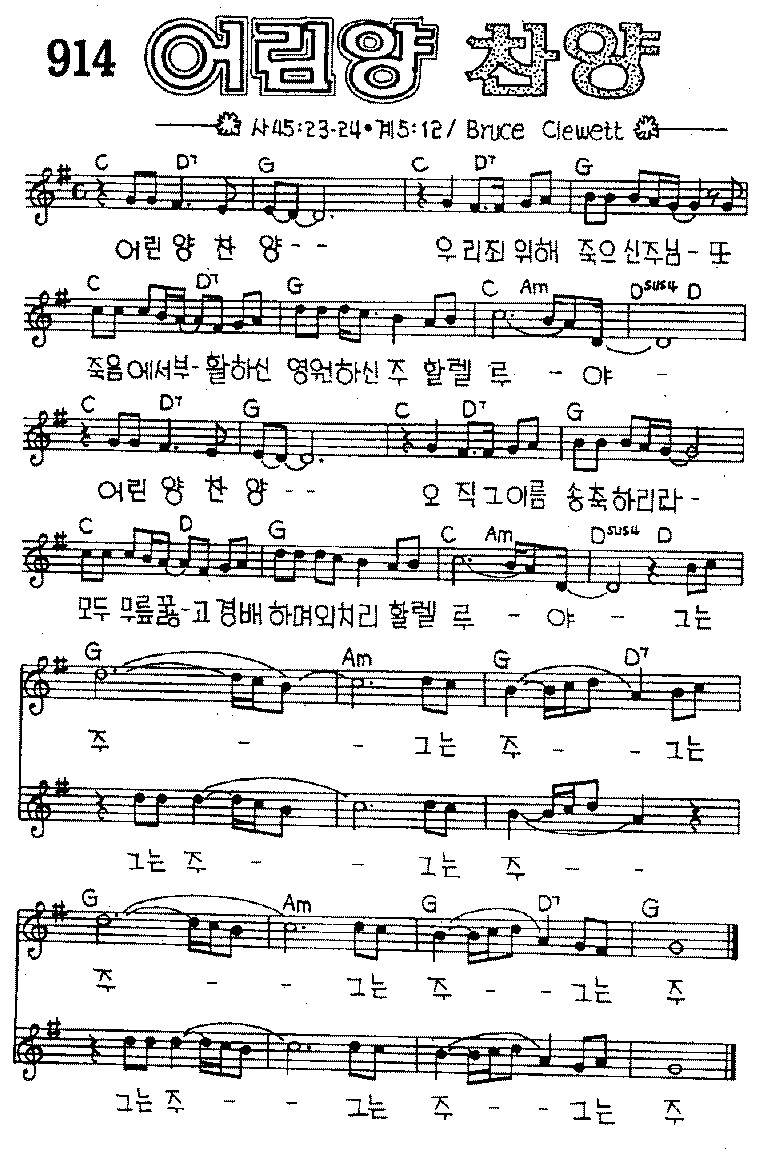 914 어린양 찬양
사45:23-24•계5:12/ Bruce Clewett
C D7 G C D7 G
어린 양 찬 양 - - 우 리죄 위해 죽으신주님 - 또
C D7 G C Am Dsus4 D
죽음에서부-활하신 영원하신 주 할렐 루 - 야 -
C D7 G C D7 G
어린 양 찬 양 - - 오 직그이름 송축하리라 -
C D G C Am Dsus4 D
모두 무릎꿇-고 경배 하며외치리 할렐 루 - 야 - 그는
G Am G D7
주 - - 그는 주 - - 그는
그는 주 - - 그는 주 - -
G Am G D7 G
주 - - 그는 주 - - 그는 주
그는 주 - - 그는 주 - - 그는 주